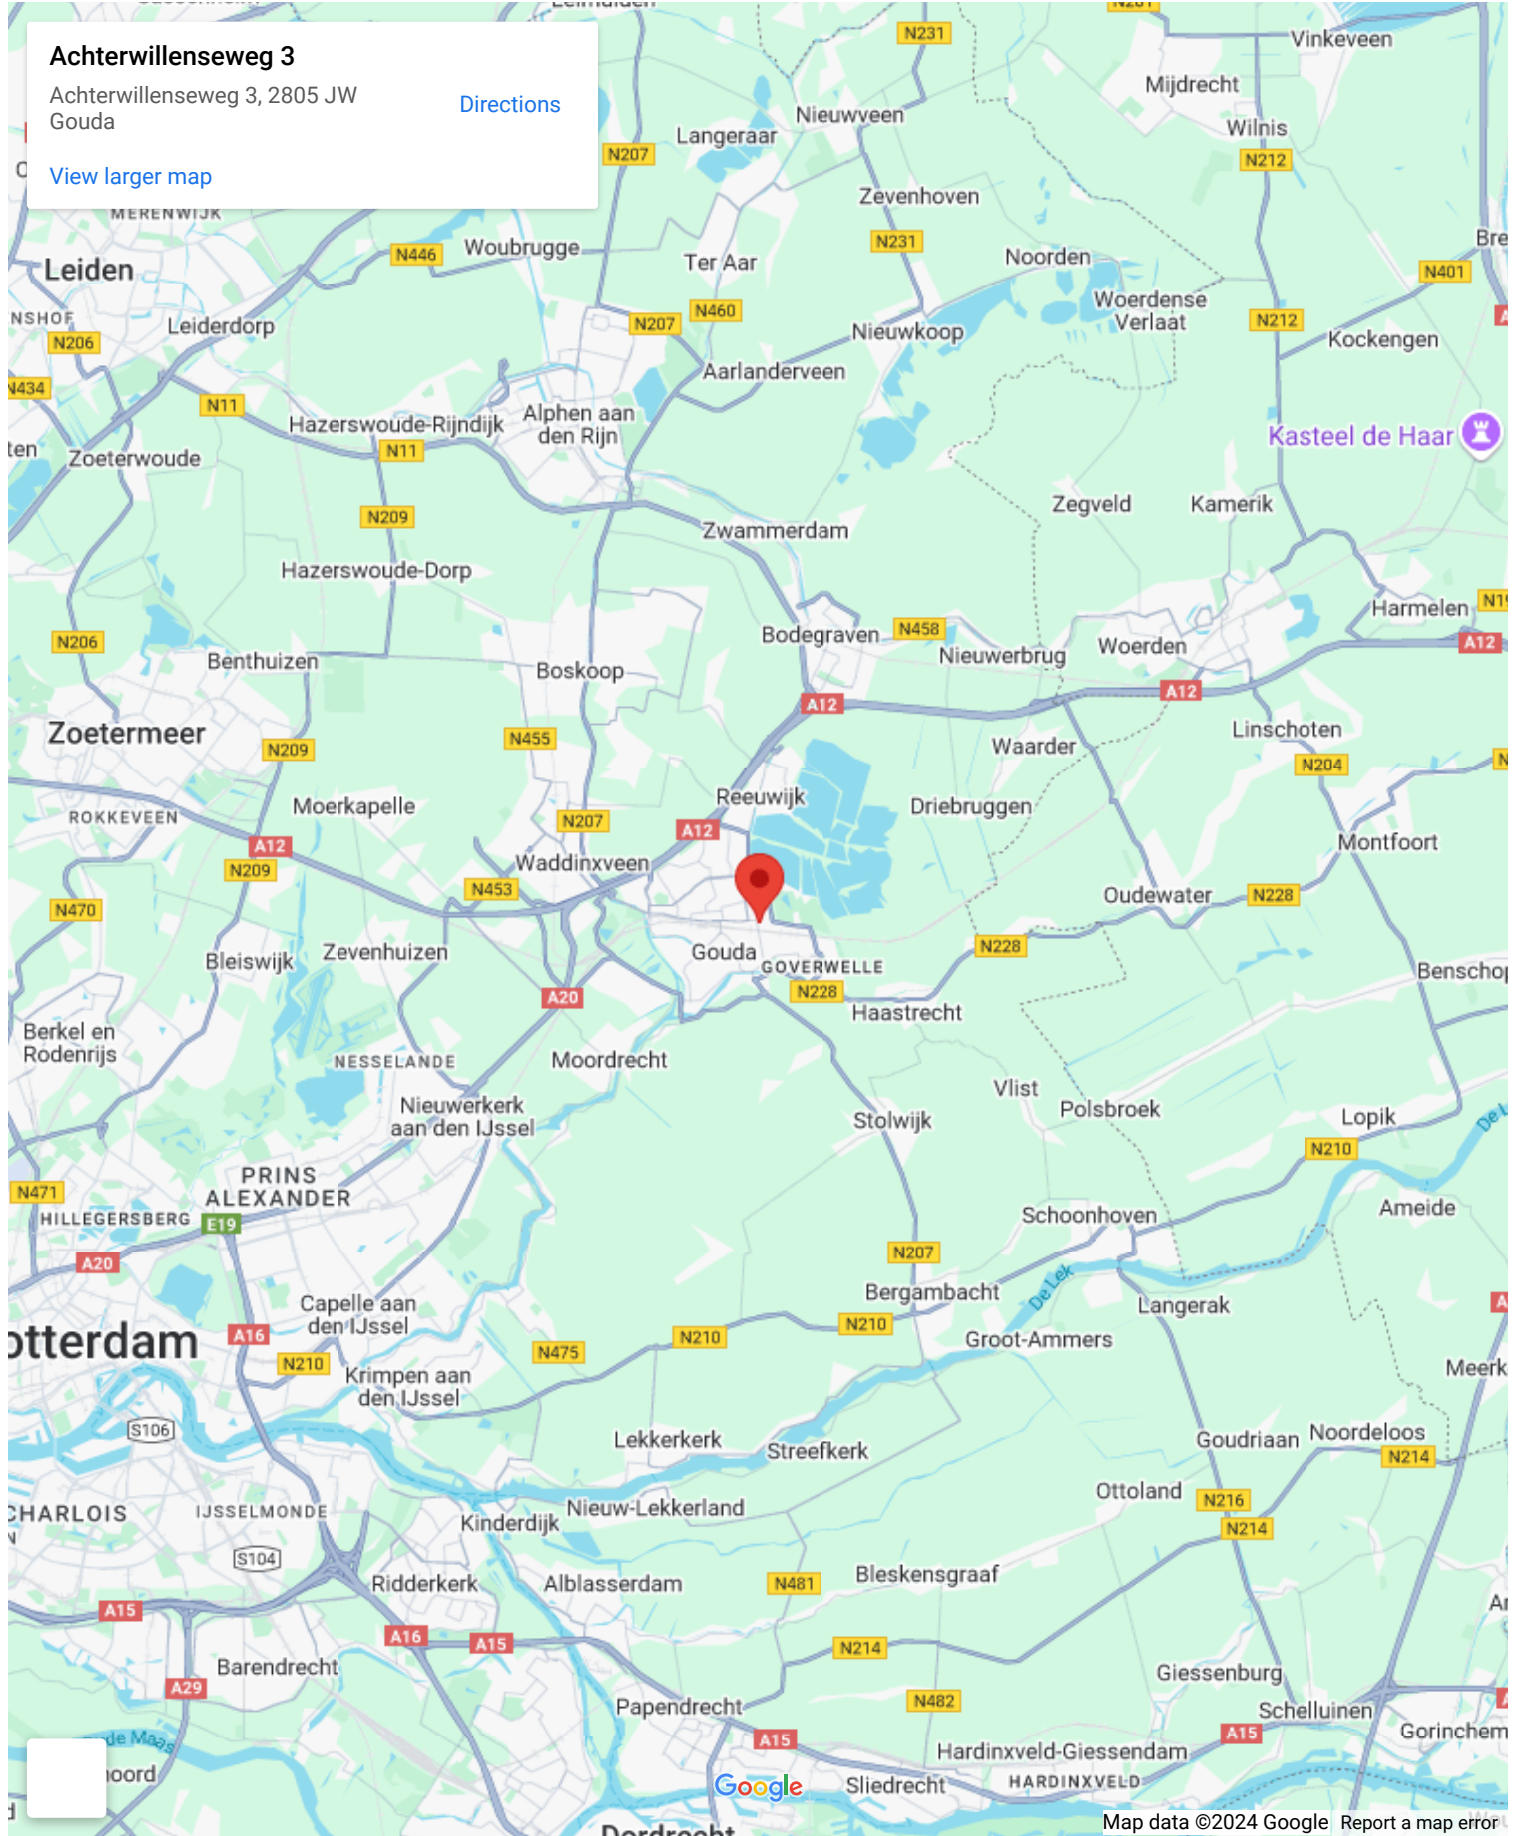 Achterwillenseweg 3
Achterwillenseweg 3, 2805 JW
Gouda
Directions
View larger map
N231
Vinkeveen
Mijdrecht
Nieuwveen
Langeraar
Wilnis
N207
N212
MERENWIJK
Zevenhoven
N446
Woubrugge
N231
Ter Aar
Noorden
Leiden
N401
Leiderdorp
N206
N207
N460
Nieuwkoop
Woerdense
Verlaat
N212
Kockengen
Aarlanderveen
N434
N11
Hazerswoude-Rijndijk
Alphen aan
den Rijn
N11
Kasteel de Haar
Zoeterwoude
N209
Zegveld
Kamerik
Zwammerdam
Hazerswoude-Dorp
Harmelen
N206
Bodegraven
N458
Woerden
A12
Benthuizen
Boskoop
Nieuwerbrug
A12
A12
Zoetermeer
N209
N455
Waarder
Linschoten
N204
Reeuwijk
Moerkapelle
Driebruggen
ROKKEVEEN
N207
A12
A12
Montfoort
N209
Waddinxveen
N453
Oudewater
N228
N470
Bleiswijk
Zevenhuizen
Gouda
GOVERWELLE
N228
A20
N228
Haastrecht
Berkel en
Rodenrijs
NESSELANDE
Moordrecht
Vlist
Nieuwerkerk
aan den IJssel
Stolwijk
Polsbroek
Lopik
N210
PRINS
ALEXANDER
N471
HILLEGERSBERG
E19
Schoonhoven
Ameide
A20
N207
Bergambacht
De Lek
Langerak
Capelle aan
den IJssel
A16
N210
N475
N210
N210
Groot-Ammers
Krimpen aan
den IJssel
S106
Lekkerkerk
Streefkerk
Goudriaan
Noordeloos
N214
Ottoland
N216
IJSSELMONDE
Nieuw-Lekkerland
Kinderdijk
N214
S104
Ridderkerk
Alblasserdam
N481
Bleskensgraaf
A15
A16
A15
N214
Barendrecht
A29
Giessenburg
Papendrecht
N482
Schelluinen
A15
A15
Gorinchem
Hardinxveld-Giessendam
HARDINXVELD
Sliedrecht
Google
Dordrecht
Map data ©2024 Google
Report a map error